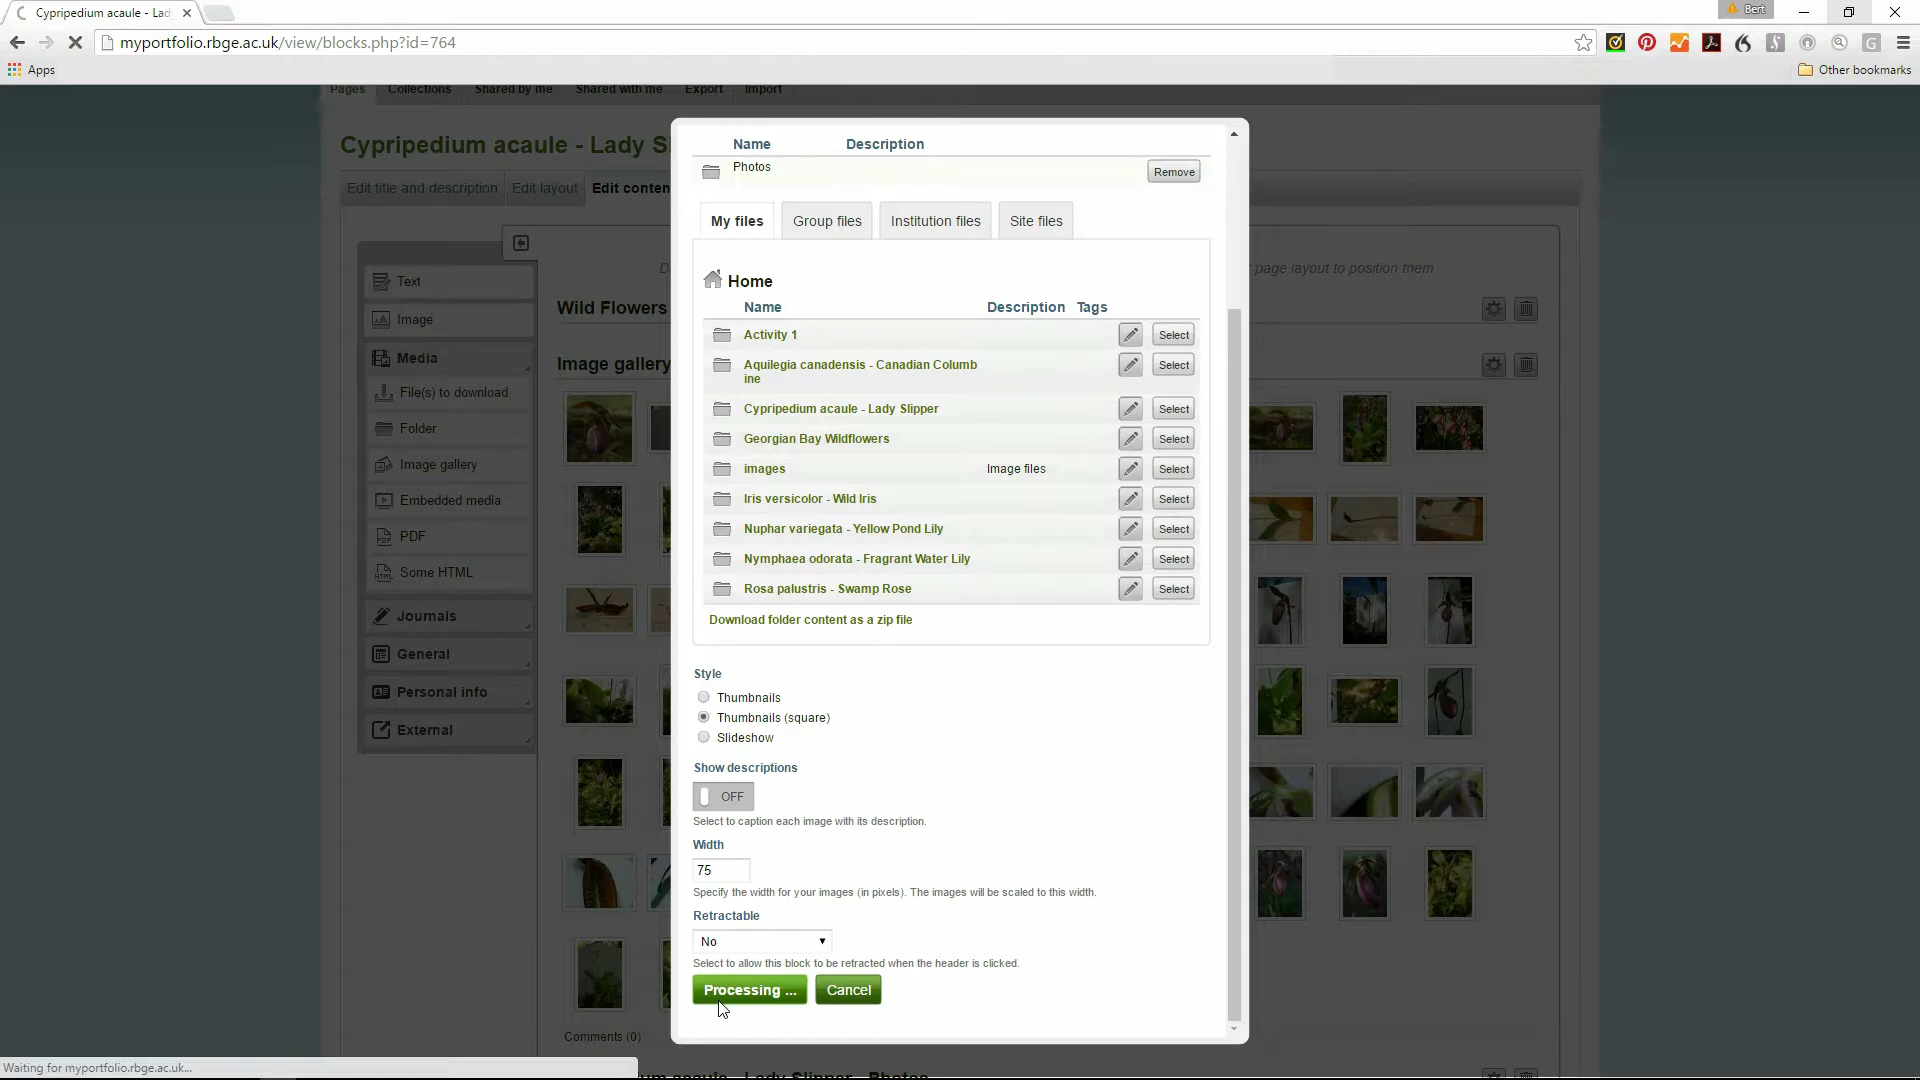 Cypripedium acaule - Lad
Bert
myportfolio.rbge.ac.uk/view/blocks.php?id=764
Apps
Other bookmarks
Pages Collections Shared by me Shared with me Export Import
Cypripedium acaule - Lady S
Edit title and description Edit layout Edit conten
Text
Image
Media
File(s) to download
Folder
Image gallery
Embedded media
PDF
Some HTML
Journals
General
Personal info
External
page layout to position them
Wild Flowers
Image gallery
Comments (0)
Name Description
Photos Remove
My files Group files Institution files Site files
Home
Name Description Tags
Activity 1 Select
Aquilegia canadensis - Canadian Columb
ine Select
Cypripedium acaule - Lady Slipper Select
Georgian Bay Wildflowers Select
images Image files Select
Iris versicolor - Wild Iris Select
Nuphar variegata - Yellow Pond Lily Select
Nymphaea odorata - Fragrant Water Lily Select
Rosa palustris - Swamp Rose Select
Download folder content as a zip file
Style
Thumbnails
Thumbnails (square)
Slideshow
Show descriptions
OFF
Select to caption each image with its description.
Width
75
Specify the width for your images (in pixels). The images will be scaled to this width.
Retractable
No
Select to allow this block to be retracted when the header is clicked.
Processing ... Cancel
Waiting for myportfolio.rbge.ac.uk...